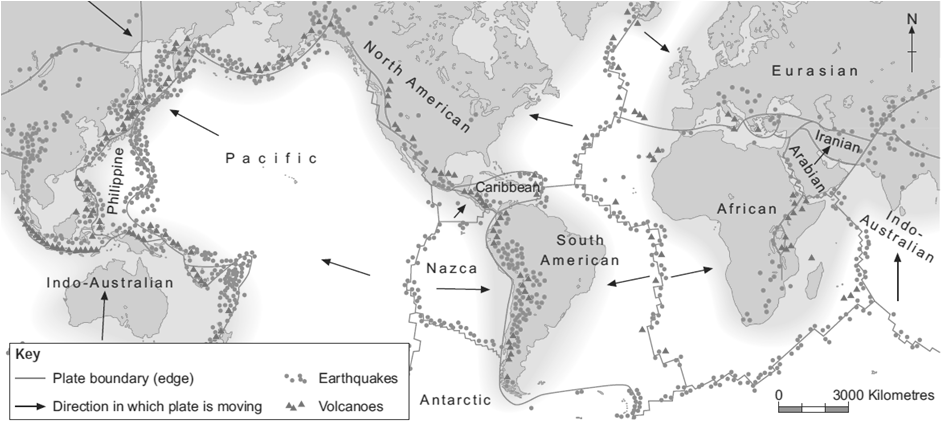 N
North
American
Eurasian
Pacific
Philippine
Caribbean
Iranian
Arabian
African
Indo-
Australian
South
American
Nazca
Indo-Australian
Antarctic
Key
Plate boundary (edge)
Earthquakes
Direction in which plate is moving
Volcanoes
0 3000 Kilometres